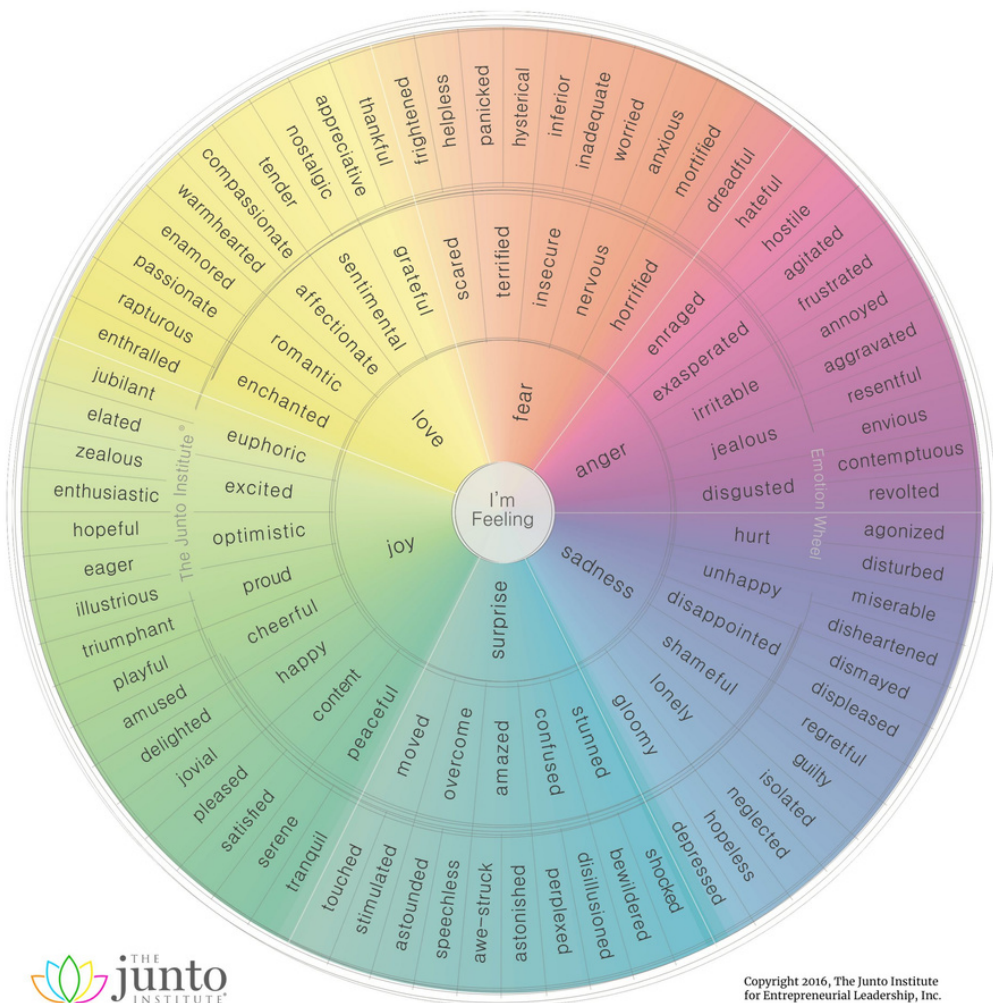 I'm
Feeling
fear
anger
sadness
surprise
joy
love
scared
terrified
insecure
nervous
horrified
enraged
exasperated
irritable
jealous
disgusted
hurt
unhappy
disappointed
shameful
lonely
gloomy
stunned
confused
amazed
overcome
moved
peaceful
content
happy
cheerful
proud
optimistic
excited
euphoric
enchanted
romantic
affectionate
sentimental
grateful
frightened
helpless
panicked
hysterical
inferior
inadequate
worried
anxious
mortified
dreadful
hateful
hostile
agitated
frustrated
annoyed
aggravated
resentful
envious
contemptuous
revolted
agonized
disturbed
miserable
disheartened
dismayed
displeased
regretful
guilty
isolated
neglected
hopeless
depressed
shocked
bewildered
disillusioned
perplexed
astonished
awe-struck
speechless
astounded
stimulated
touched
tranquil
serene
satisfied
pleased
jovial
delighted
amused
playful
triumphant
illustrious
eager
hopeful
enthusiastic
zealous
elated
jubilant
enthralled
rapturous
passionate
enamored
warmhearted
compassionate
tender
nostalgic
appreciative
thankful
The Junto Institute®
Emotion Wheel
THE
junto
INSTITUTE®
Copyright 2016, The Junto Institute
for Entrepreneurial Leadership, Inc.